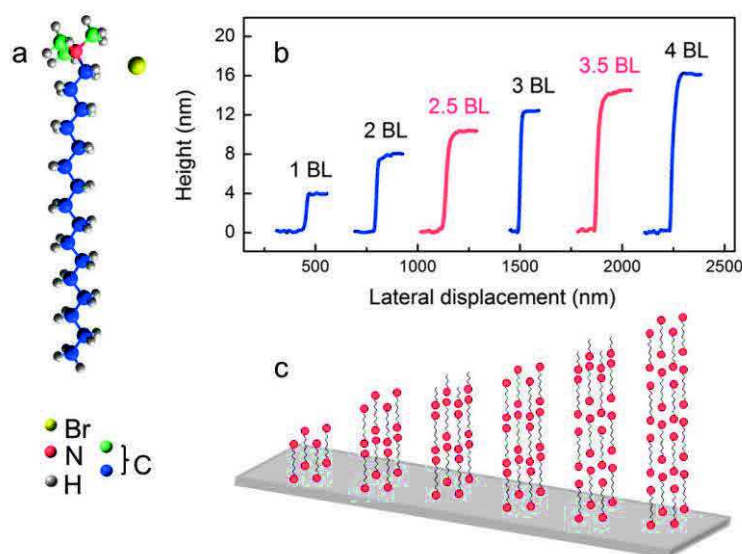 a
Br
N
H
C
b
Height (nm)
20
16
12
8
4
0
1 BL
2 BL
2.5 BL
3 BL
3.5 BL
4 BL
500
1000
1500
2000
2500
Lateral displacement (nm)
c